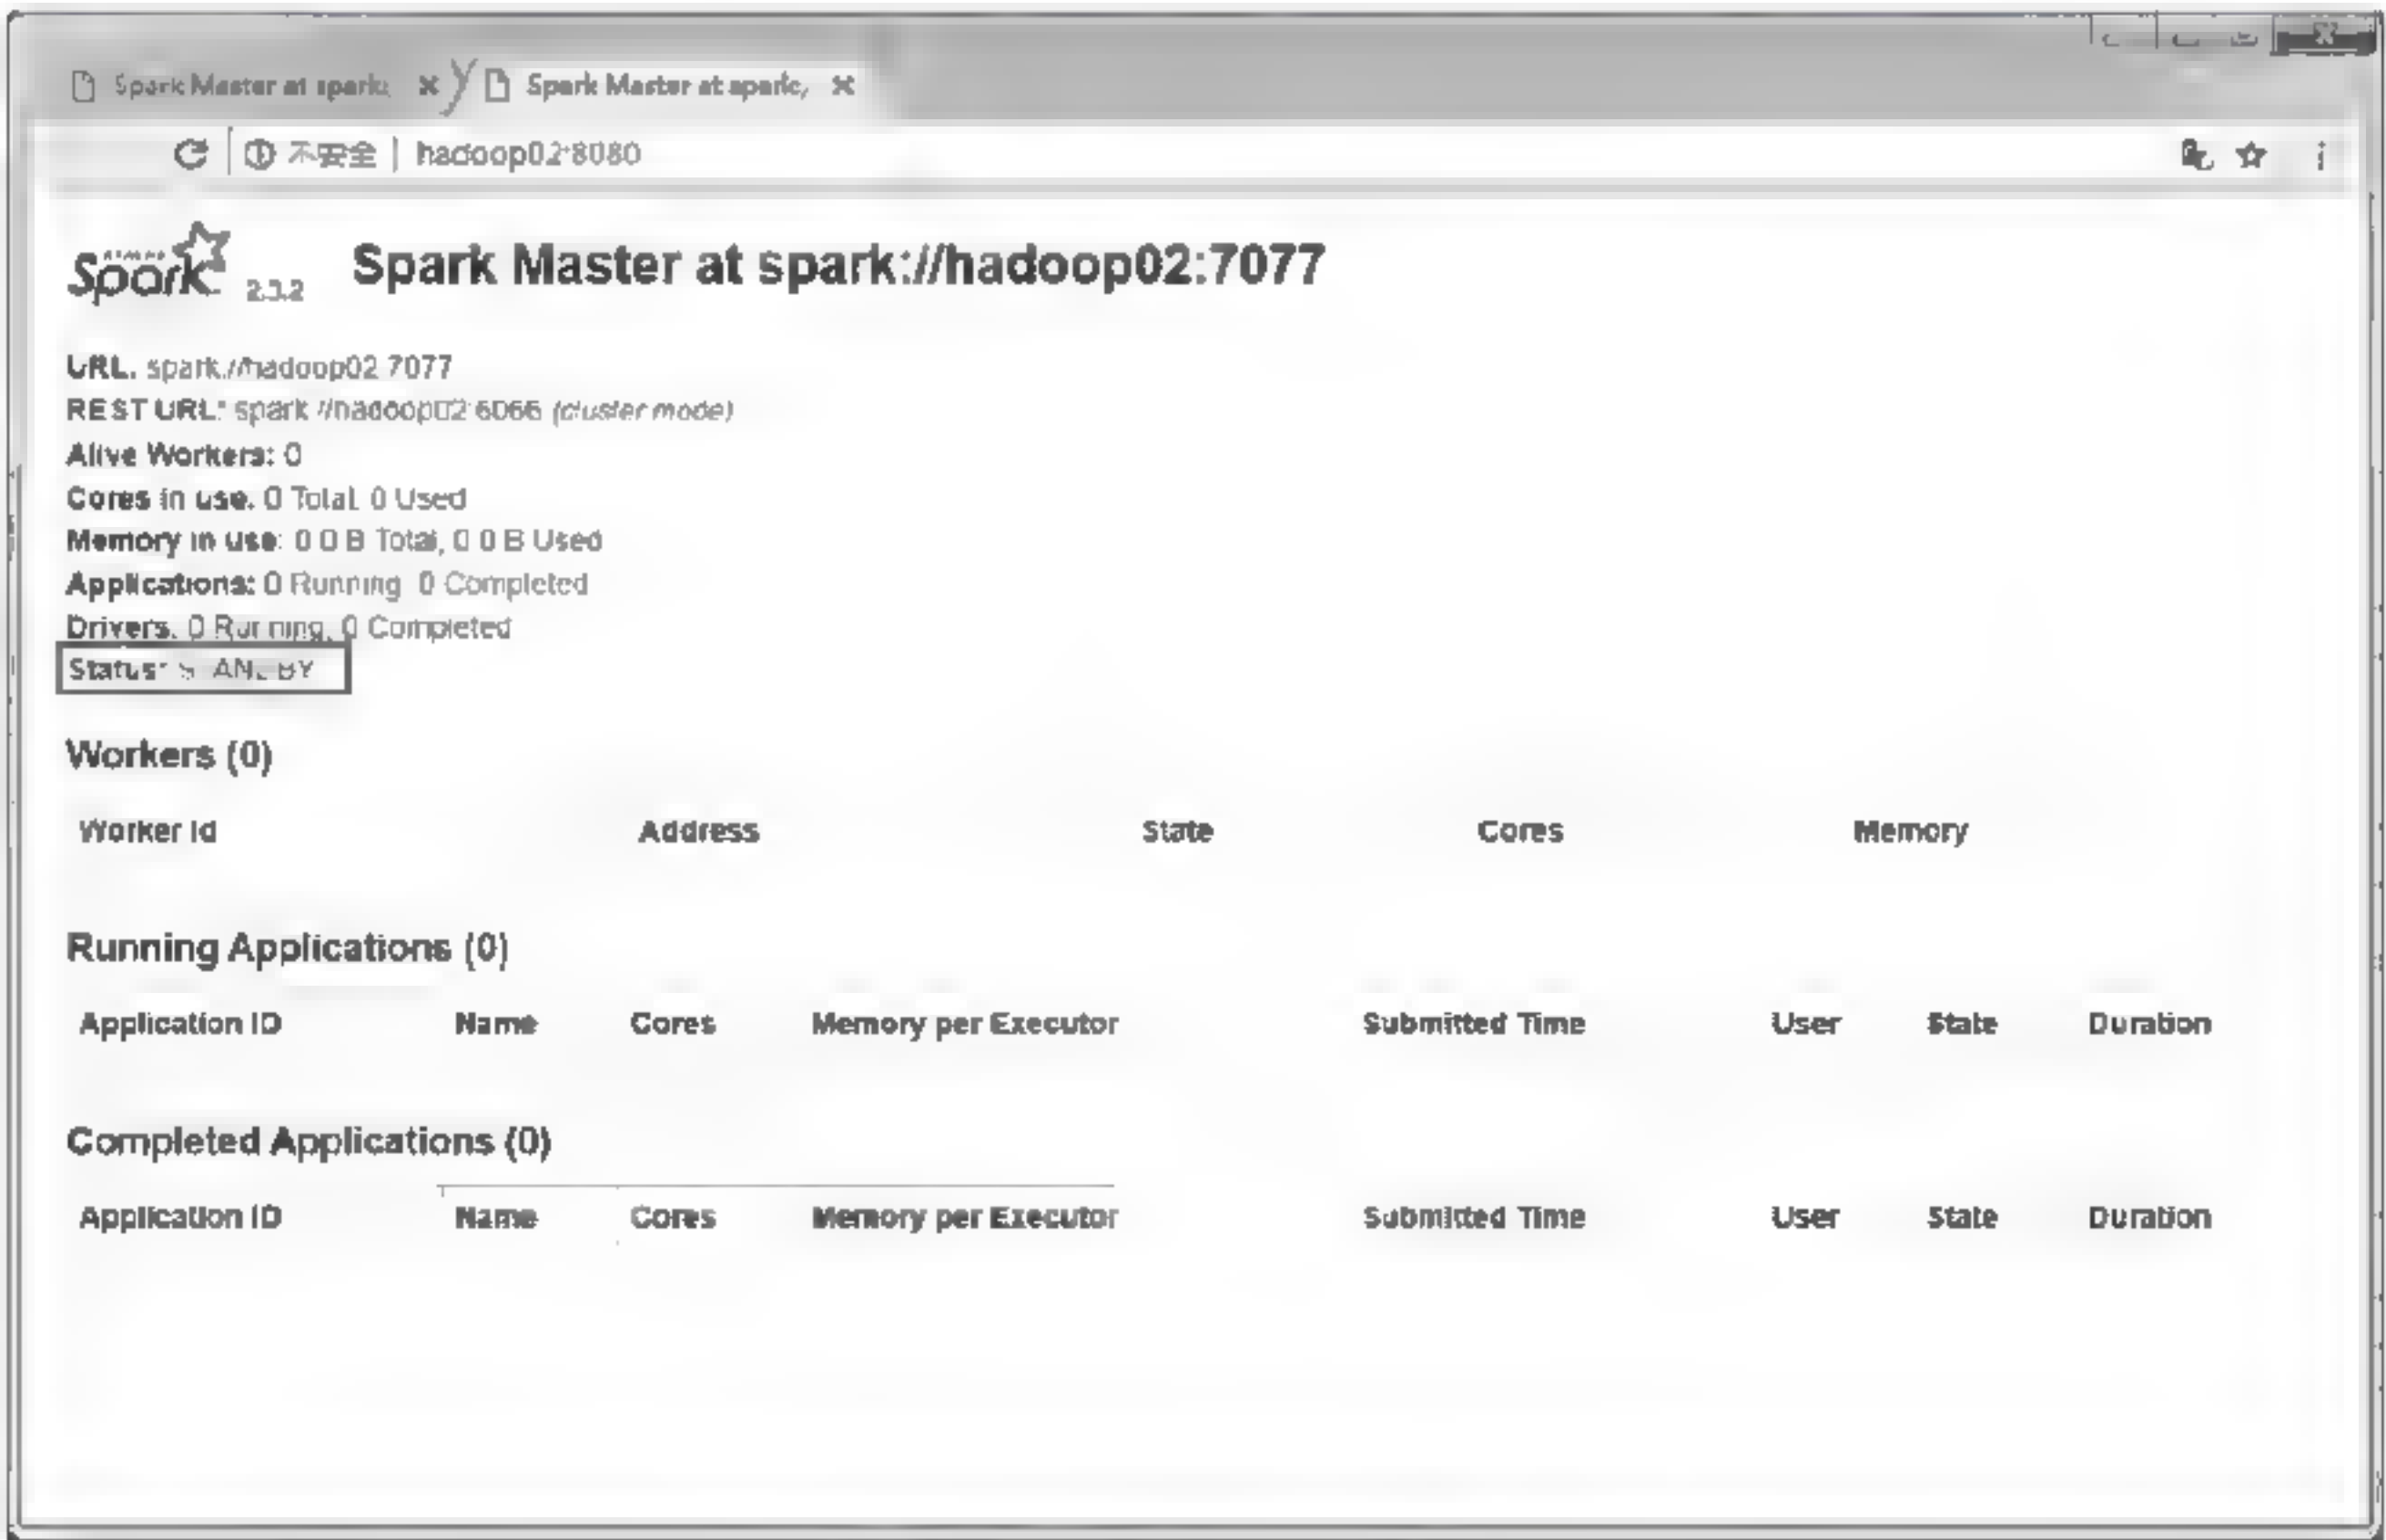 Spark Master at spark:
Spark Master at spark:/
不安全 | hadoop02:8080
Spark 2.3.2 Spark Master at spark://hadoop02:7077
URL: spark://hadoop02:7077
REST URL: spark://hadoop02:6066 (cluster mode)
Alive Workers: 0
Cores in use: 0 Total, 0 Used
Memory in use: 0.0 B Total, 0.0 B Used
Applications: 0 Running, 0 Completed
Drivers: 0 Running, 0 Completed
Status: STANDBY
Workers (0)
Worker Id Address State Cores Memory
Running Applications (0)
Application ID Name Cores Memory per Executor Submitted Time User State Duration
Completed Applications (0)
Application ID Name Cores Memory per Executor Submitted Time User State Duration